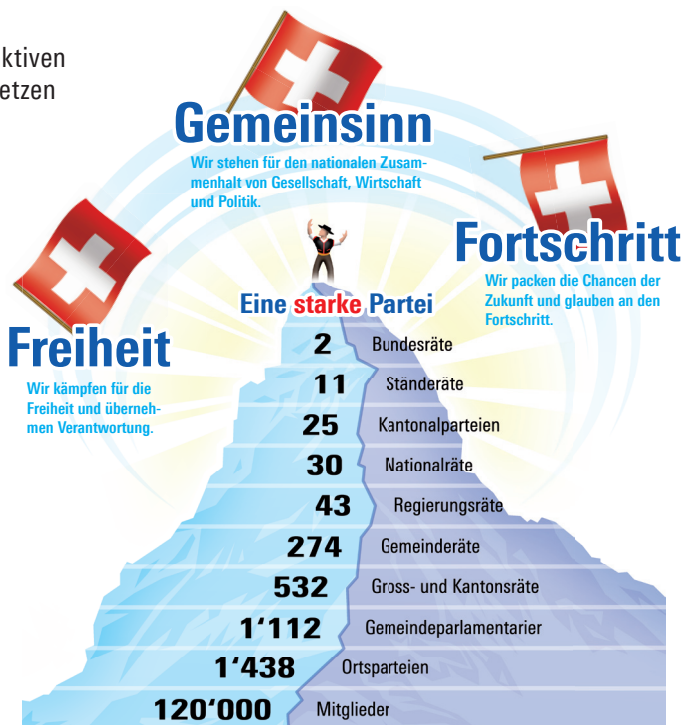 ktiven
etzen
Gemeinsinn
Wir stehen für den nationalen Zusam-
menhalt von Gesellschaft, Wirtschaft
und Politik.
Fortschritt
Wir packen die Chancen der
Zukunft und glauben an den
Fortschritt.
Freiheit
Wir kämpfen für die
Freiheit und überneh-
men Verantwortung.
Eine starke Partei
2 Bundesräte
11 Ständeräte
25 Kantonalparteien
30 Nationalräte
43 Regierungsräte
274 Gemeinderäte
532 Gross- und Kantonsräte
1‘112 Gemeindeparlamentarier
1‘438 Ortsparteien
120‘000 Mitglieder